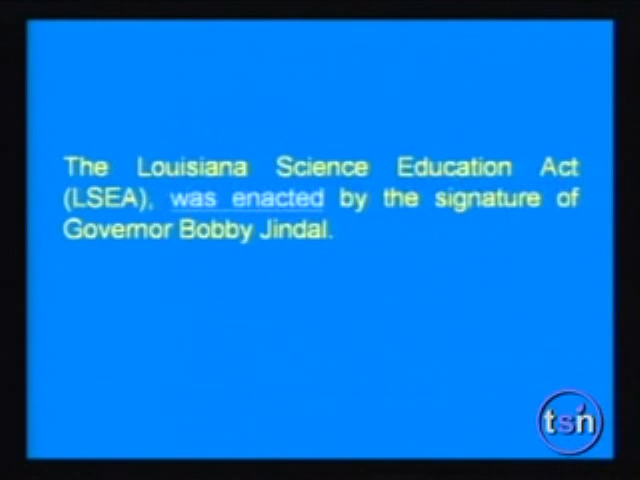 The Louisiana Science Education Act
(LSEA), was enacted by the signature of
Governor Bobby Jindal.
tsn